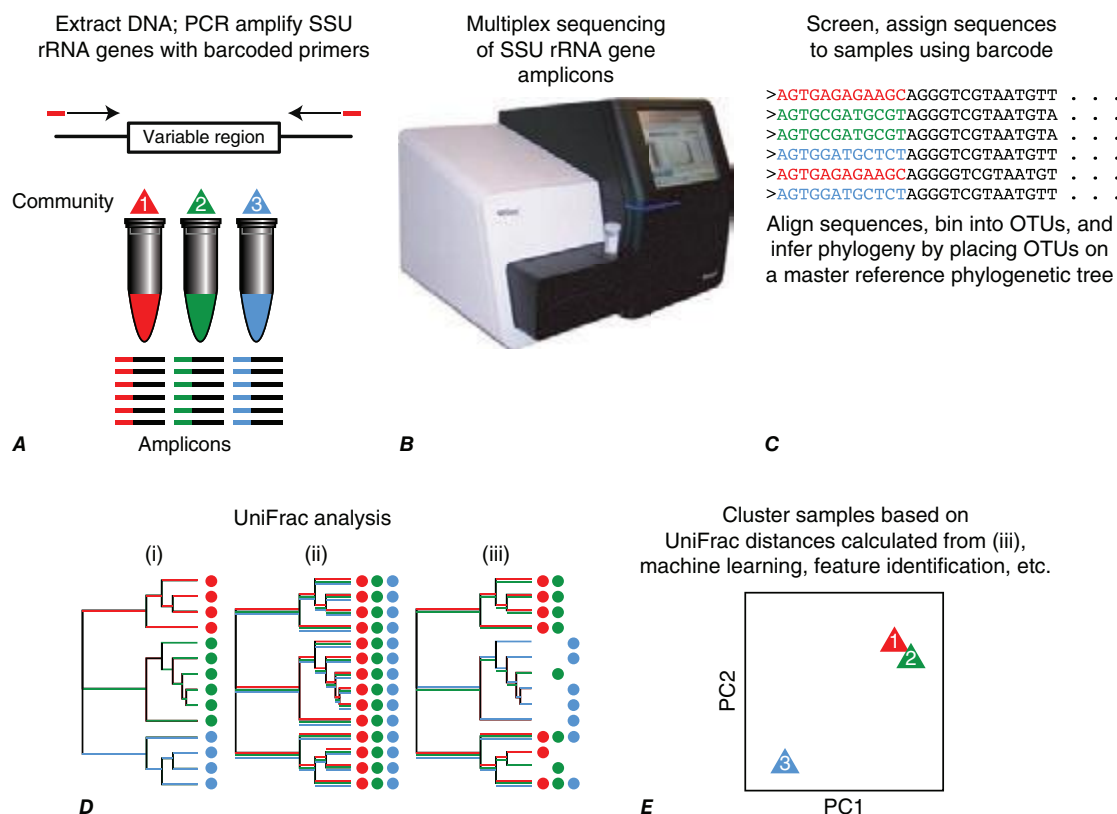 Extract DNA; PCR amplify SSU
rRNA genes with barcoded primers
Variable region
Community
1
2
3
Amplicons
A
Multiplex sequencing
of SSU rRNA gene
amplicons
B
Screen, assign sequences
to samples using barcode
>AGTGAGAGAAGCAGGGTCGTAATGTT . . .
>AGTGCGATGCGTAGGGTCGTAATGTA . . .
>AGTGCGATGCGTAGGGTCGTAATGTA . . .
>AGTGGATGCTCTAGGGTCGTAATGTT . . .
>AGTGAGAGAAGCAGGGGTCGTAATGT . . .
>AGTGGATGCTCTAGGGTCGTAATGTT . . .
Align sequences, bin into OTUs, and
infer phylogeny by placing OTUs on
a master reference phylogenetic tree
C
UniFrac analysis
(i) (ii) (iii)
D
Cluster samples based on
UniFrac distances calculated from (iii),
machine learning, feature identification, etc.
PC2
1
2
3
PC1
E